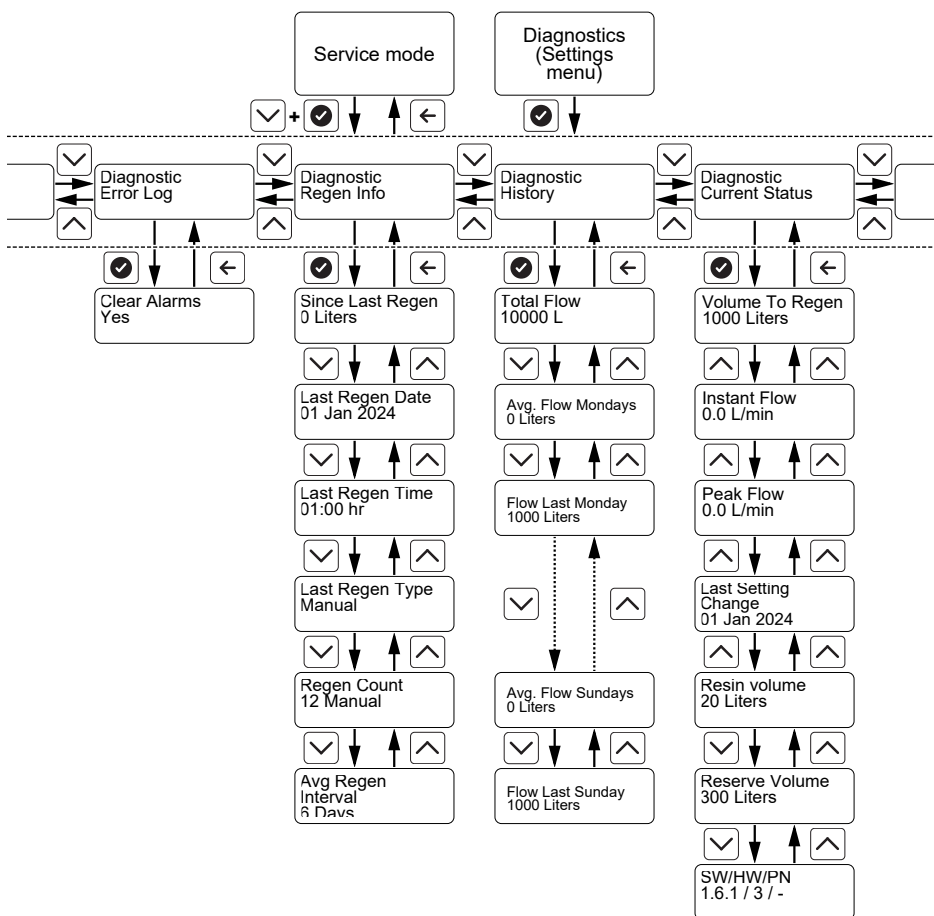 Service mode
Diagnostics
(Settings
menu)
+
Diagnostic
Error Log
Diagnostic
Regen Info
Diagnostic
History
Diagnostic
Current Status
Clear Alarms
Yes
Since Last Regen
0 Liters
Last Regen Date
01 Jan 2024
Last Regen Time
01:00 hr
Last Regen Type
Manual
Regen Count
12 Manual
Avg Regen
Interval
6 Days
Total Flow
10000 L
Avg. Flow Mondays
0 Liters
Flow Last Monday
1000 Liters
Avg. Flow Sundays
0 Liters
Flow Last Sunday
1000 Liters
Volume To Regen
1000 Liters
Instant Flow
0.0 L/min
Peak Flow
0.0 L/min
Last Setting
Change
01 Jan 2024
Resin volume
20 Liters
Reserve Volume
300 Liters
SW/HW/PN
1.6.1 / 3 / -